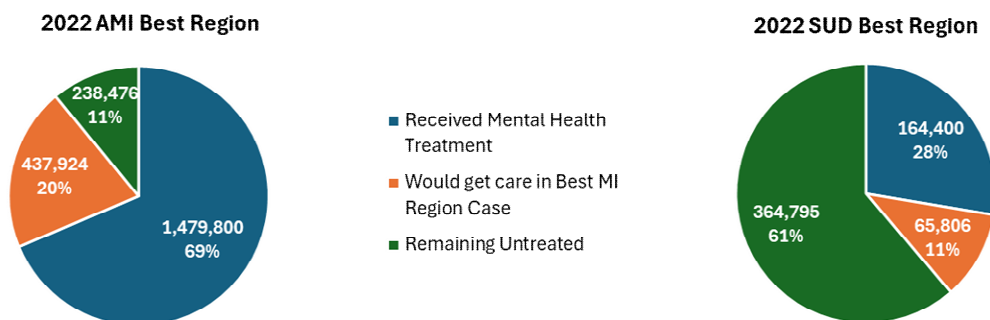 2022 AMI Best Region
238,476
11%
437,924
20%
1,479,800
69%
Received Mental Health
Treatment
Would get care in Best MI
Region Case
Remaining Untreated
2022 SUD Best Region
164,400
28%
65,806
11%
364,795
61%